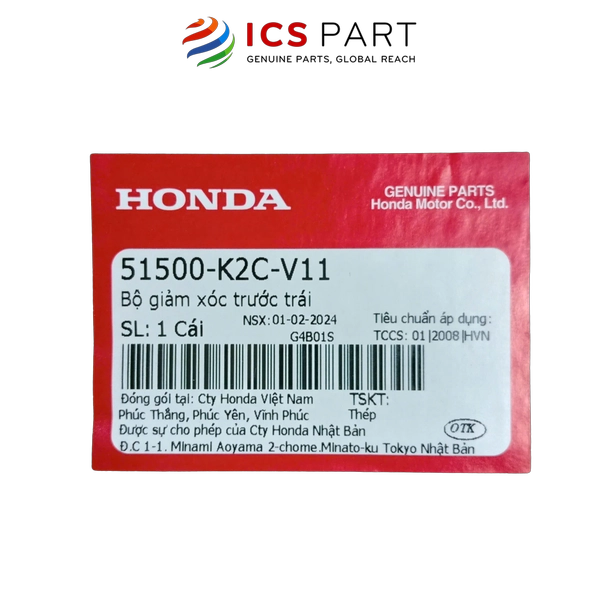 ICS PART
GENUINE PARTS, GLOBAL REACH
HONDA
GENUINE PARTS
Honda Motor Co., Ltd.
51500-K2C-V11
Bộ giảm xóc trước trái
SL: 1 Cái
NSX: 01-02-2024
G4B01S
Tiêu chuẩn áp dụng:
TCCS: 01|2008|HVN
Đóng gói tại: Cty Honda Việt Nam
Phúc Thắng, Phúc Yên, Vĩnh Phúc
TSKT:
Thép
Được sự cho phép của Cty Honda Nhật Bản
Đ.C 1-1. Minami Aoyama 2-chome.Minato-ku Tokyo Nhật Bản
OTK